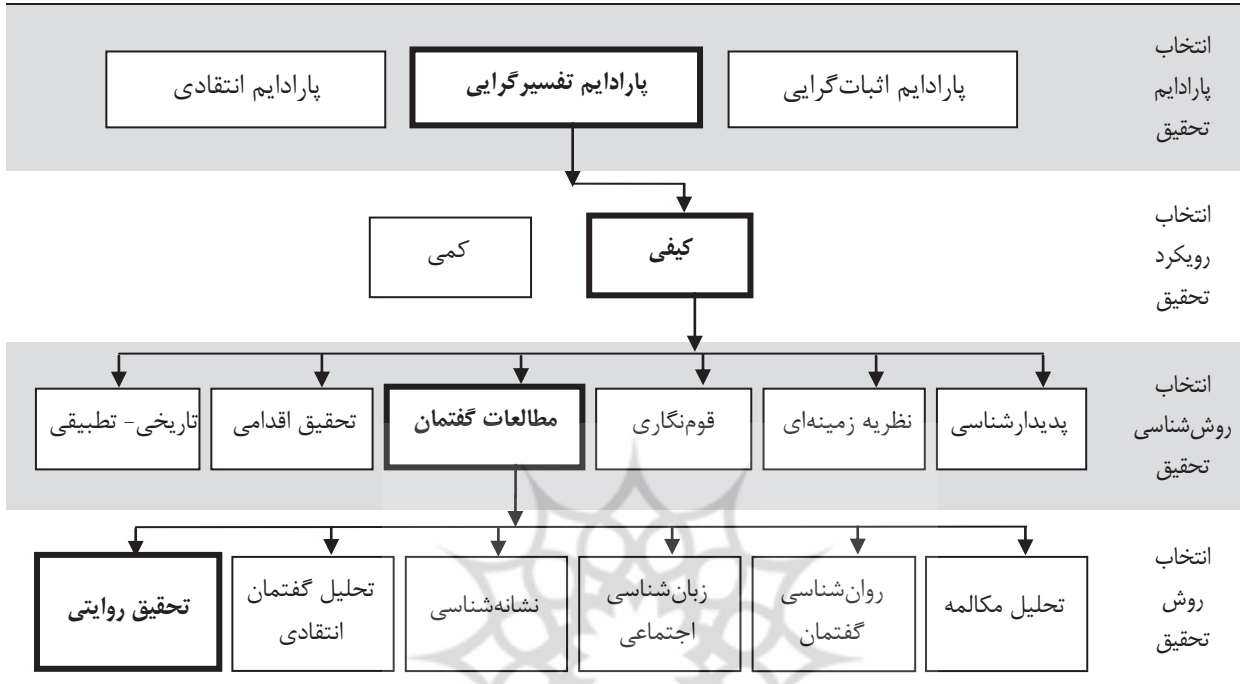 انتخاب
پارادایم
تحقیق
پارادایم اثبات‌گرایی
پارادایم تفسیرگرایی
پارادایم انتقادی
انتخاب
رویکرد
تحقیق
کیفی
کمی
انتخاب
روش‌شناسی
تحقیق
پدیدارشناسی
نظریه زمینه‌ای
قوم‌نگاری
مطالعات گفتمان
تحقیق اقدامی
تاریخی- تطبیقی
انتخاب
روش
تحقیق
تحلیل مکالمه
روان‌شناسی
گفتمان
زبان‌شناسی
اجتماعی
نشانه‌شناسی
تحلیل گفتمان
انتقادی
تحقیق روایتی